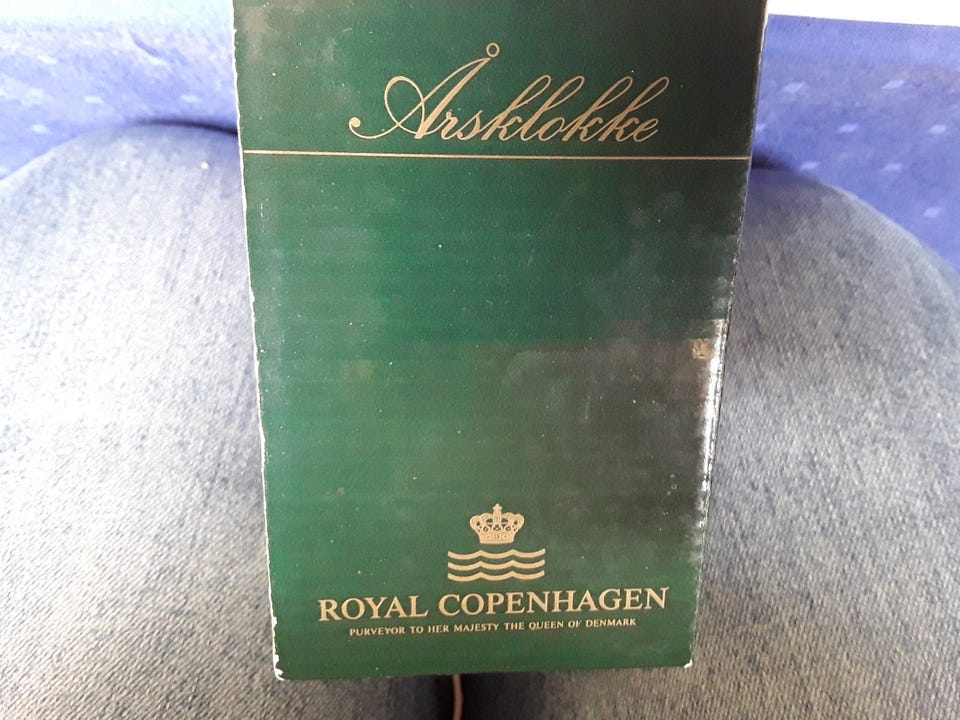 Årsklokke
ROYAL COPENHAGEN
PURVEYOR TO HER MAJESTY THE QUEEN OF DENMARK